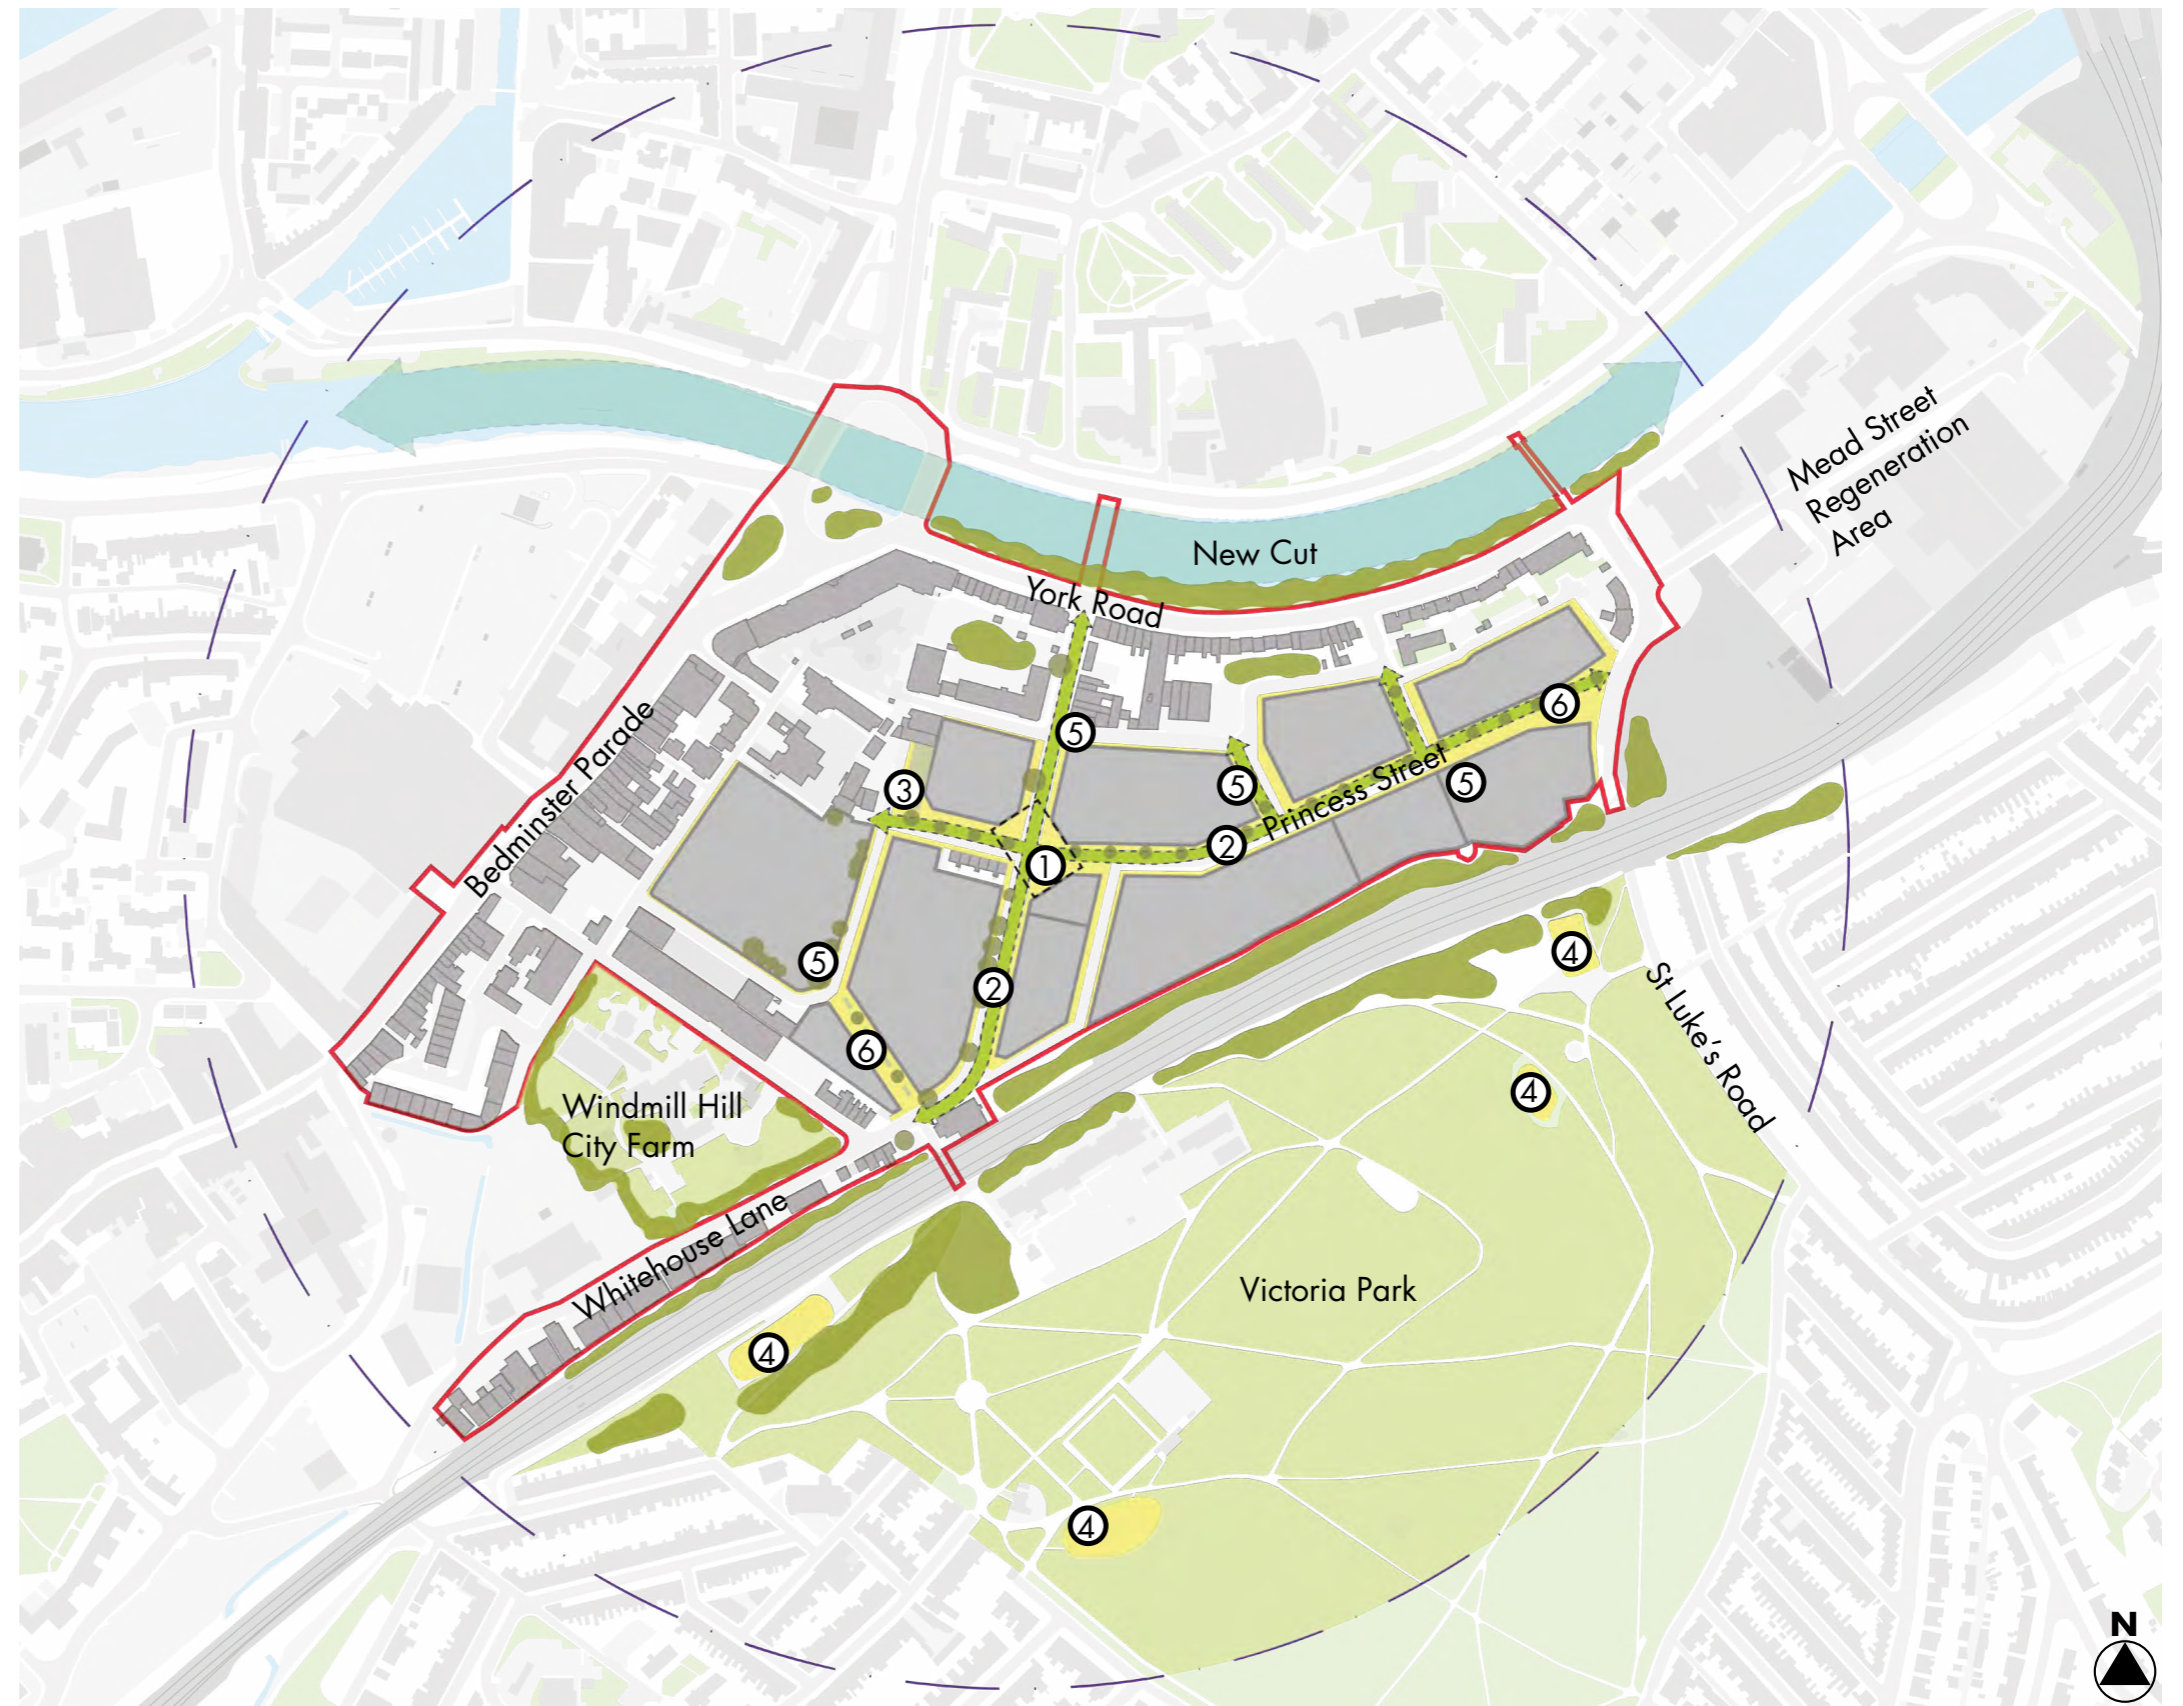 Mead Street
Regeneration
Area
New Cut
York Road
5
6
Bedminster Parade
3
5
Princess Street
5
2
1
4
5
2
St Luke's Road
6
4
Windmill Hill
City Farm
Whitehouse Lane
Victoria Park
4
4
N